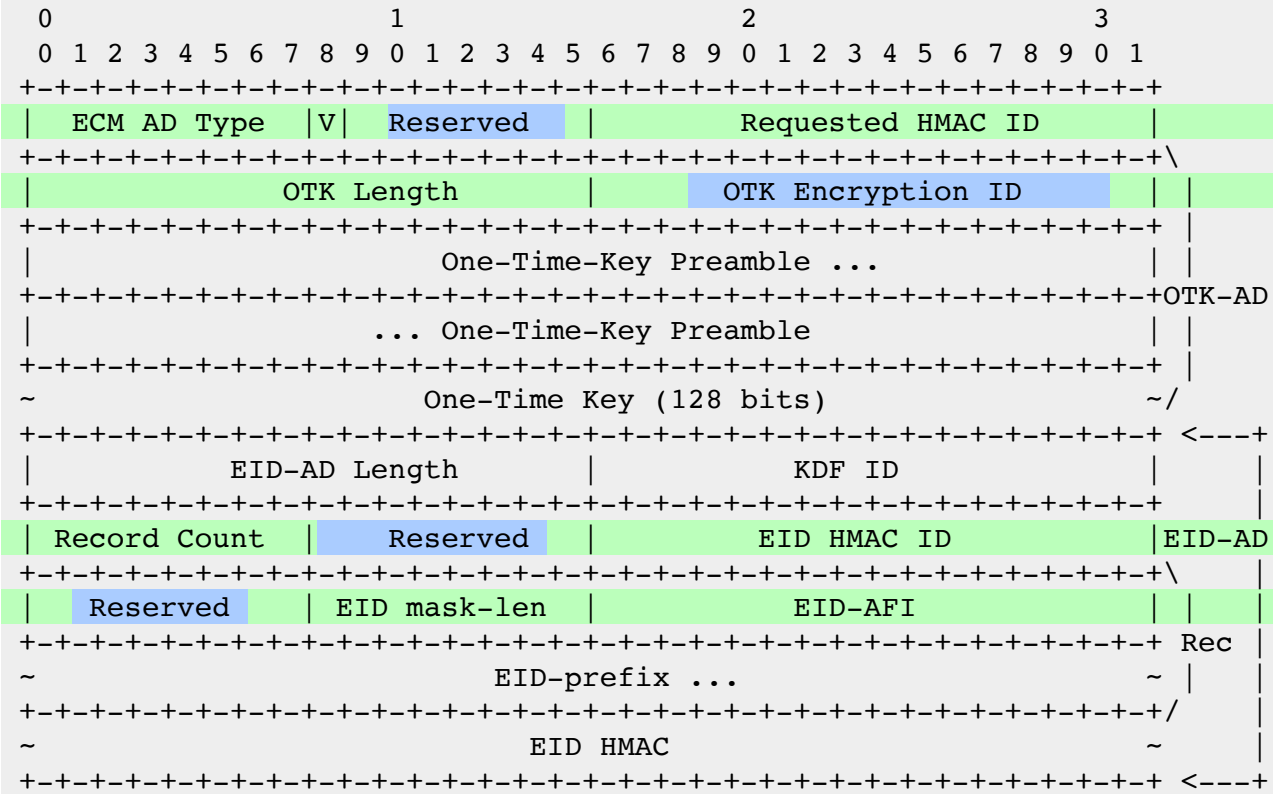 0                   1                   2                   3
  0 1 2 3 4 5 6 7 8 9 0 1 2 3 4 5 6 7 8 9 0 1 2 3 4 5 6 7 8 9 0 1
 +-+-+-+-+-+-+-+-+-+-+-+-+-+-+-+-+-+-+-+-+-+-+-+-+-+-+-+-+-+-+-+-+
 |  ECM AD Type  |V|  Reserved   |        Requested HMAC ID      |
 +-+-+-+-+-+-+-+-+-+-+-+-+-+-+-+-+-+-+-+-+-+-+-+-+-+-+-+-+-+-+-+-+\
 |              OTK Length       |       OTK Encryption ID       | |
 +-+-+-+-+-+-+-+-+-+-+-+-+-+-+-+-+-+-+-+-+-+-+-+-+-+-+-+-+-+-+-+-+ |
 |                       One-Time-Key Preamble ...               | |
 +-+-+-+-+-+-+-+-+-+-+-+-+-+-+-+-+-+-+-+-+-+-+-+-+-+-+-+-+-+-+-+-+OTK-AD
 |                   ... One-Time-Key Preamble                   | |
 +-+-+-+-+-+-+-+-+-+-+-+-+-+-+-+-+-+-+-+-+-+-+-+-+-+-+-+-+-+-+-+-+ |
 ~                      One-Time Key (128 bits)                  ~/
 +-+-+-+-+-+-+-+-+-+-+-+-+-+-+-+-+-+-+-+-+-+-+-+-+-+-+-+-+-+-+-+-+ <---+
 |           EID-AD Length       |           KDF ID              |     |
 +-+-+-+-+-+-+-+-+-+-+-+-+-+-+-+-+-+-+-+-+-+-+-+-+-+-+-+-+-+-+-+-+     |
 | Record Count  |    Reserved   |         EID HMAC ID           |EID-AD
 +-+-+-+-+-+-+-+-+-+-+-+-+-+-+-+-+-+-+-+-+-+-+-+-+-+-+-+-+-+-+-+-+\    |
 |   Reserved    | EID mask-len  |           EID-AFI             | |   |
 +-+-+-+-+-+-+-+-+-+-+-+-+-+-+-+-+-+-+-+-+-+-+-+-+-+-+-+-+-+-+-+-+ Rec |
 ~                          EID-prefix ...                       ~ |   |
 +-+-+-+-+-+-+-+-+-+-+-+-+-+-+-+-+-+-+-+-+-+-+-+-+-+-+-+-+-+-+-+-+/    |
 ~                            EID HMAC                           ~     |
 +-+-+-+-+-+-+-+-+-+-+-+-+-+-+-+-+-+-+-+-+-+-+-+-+-+-+-+-+-+-+-+-+ <---+